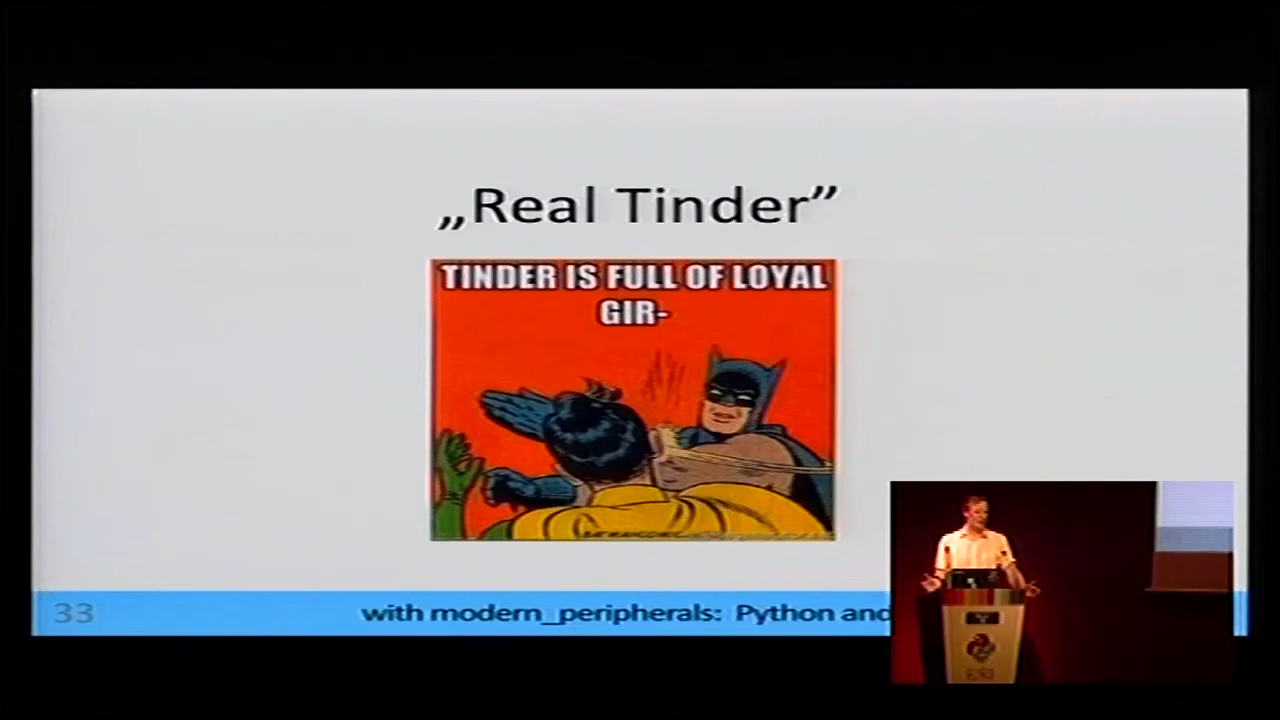 „Real Tinder”
TINDER IS FULL OF LOYAL
GIR-
33
with modern_peripherals: Python and